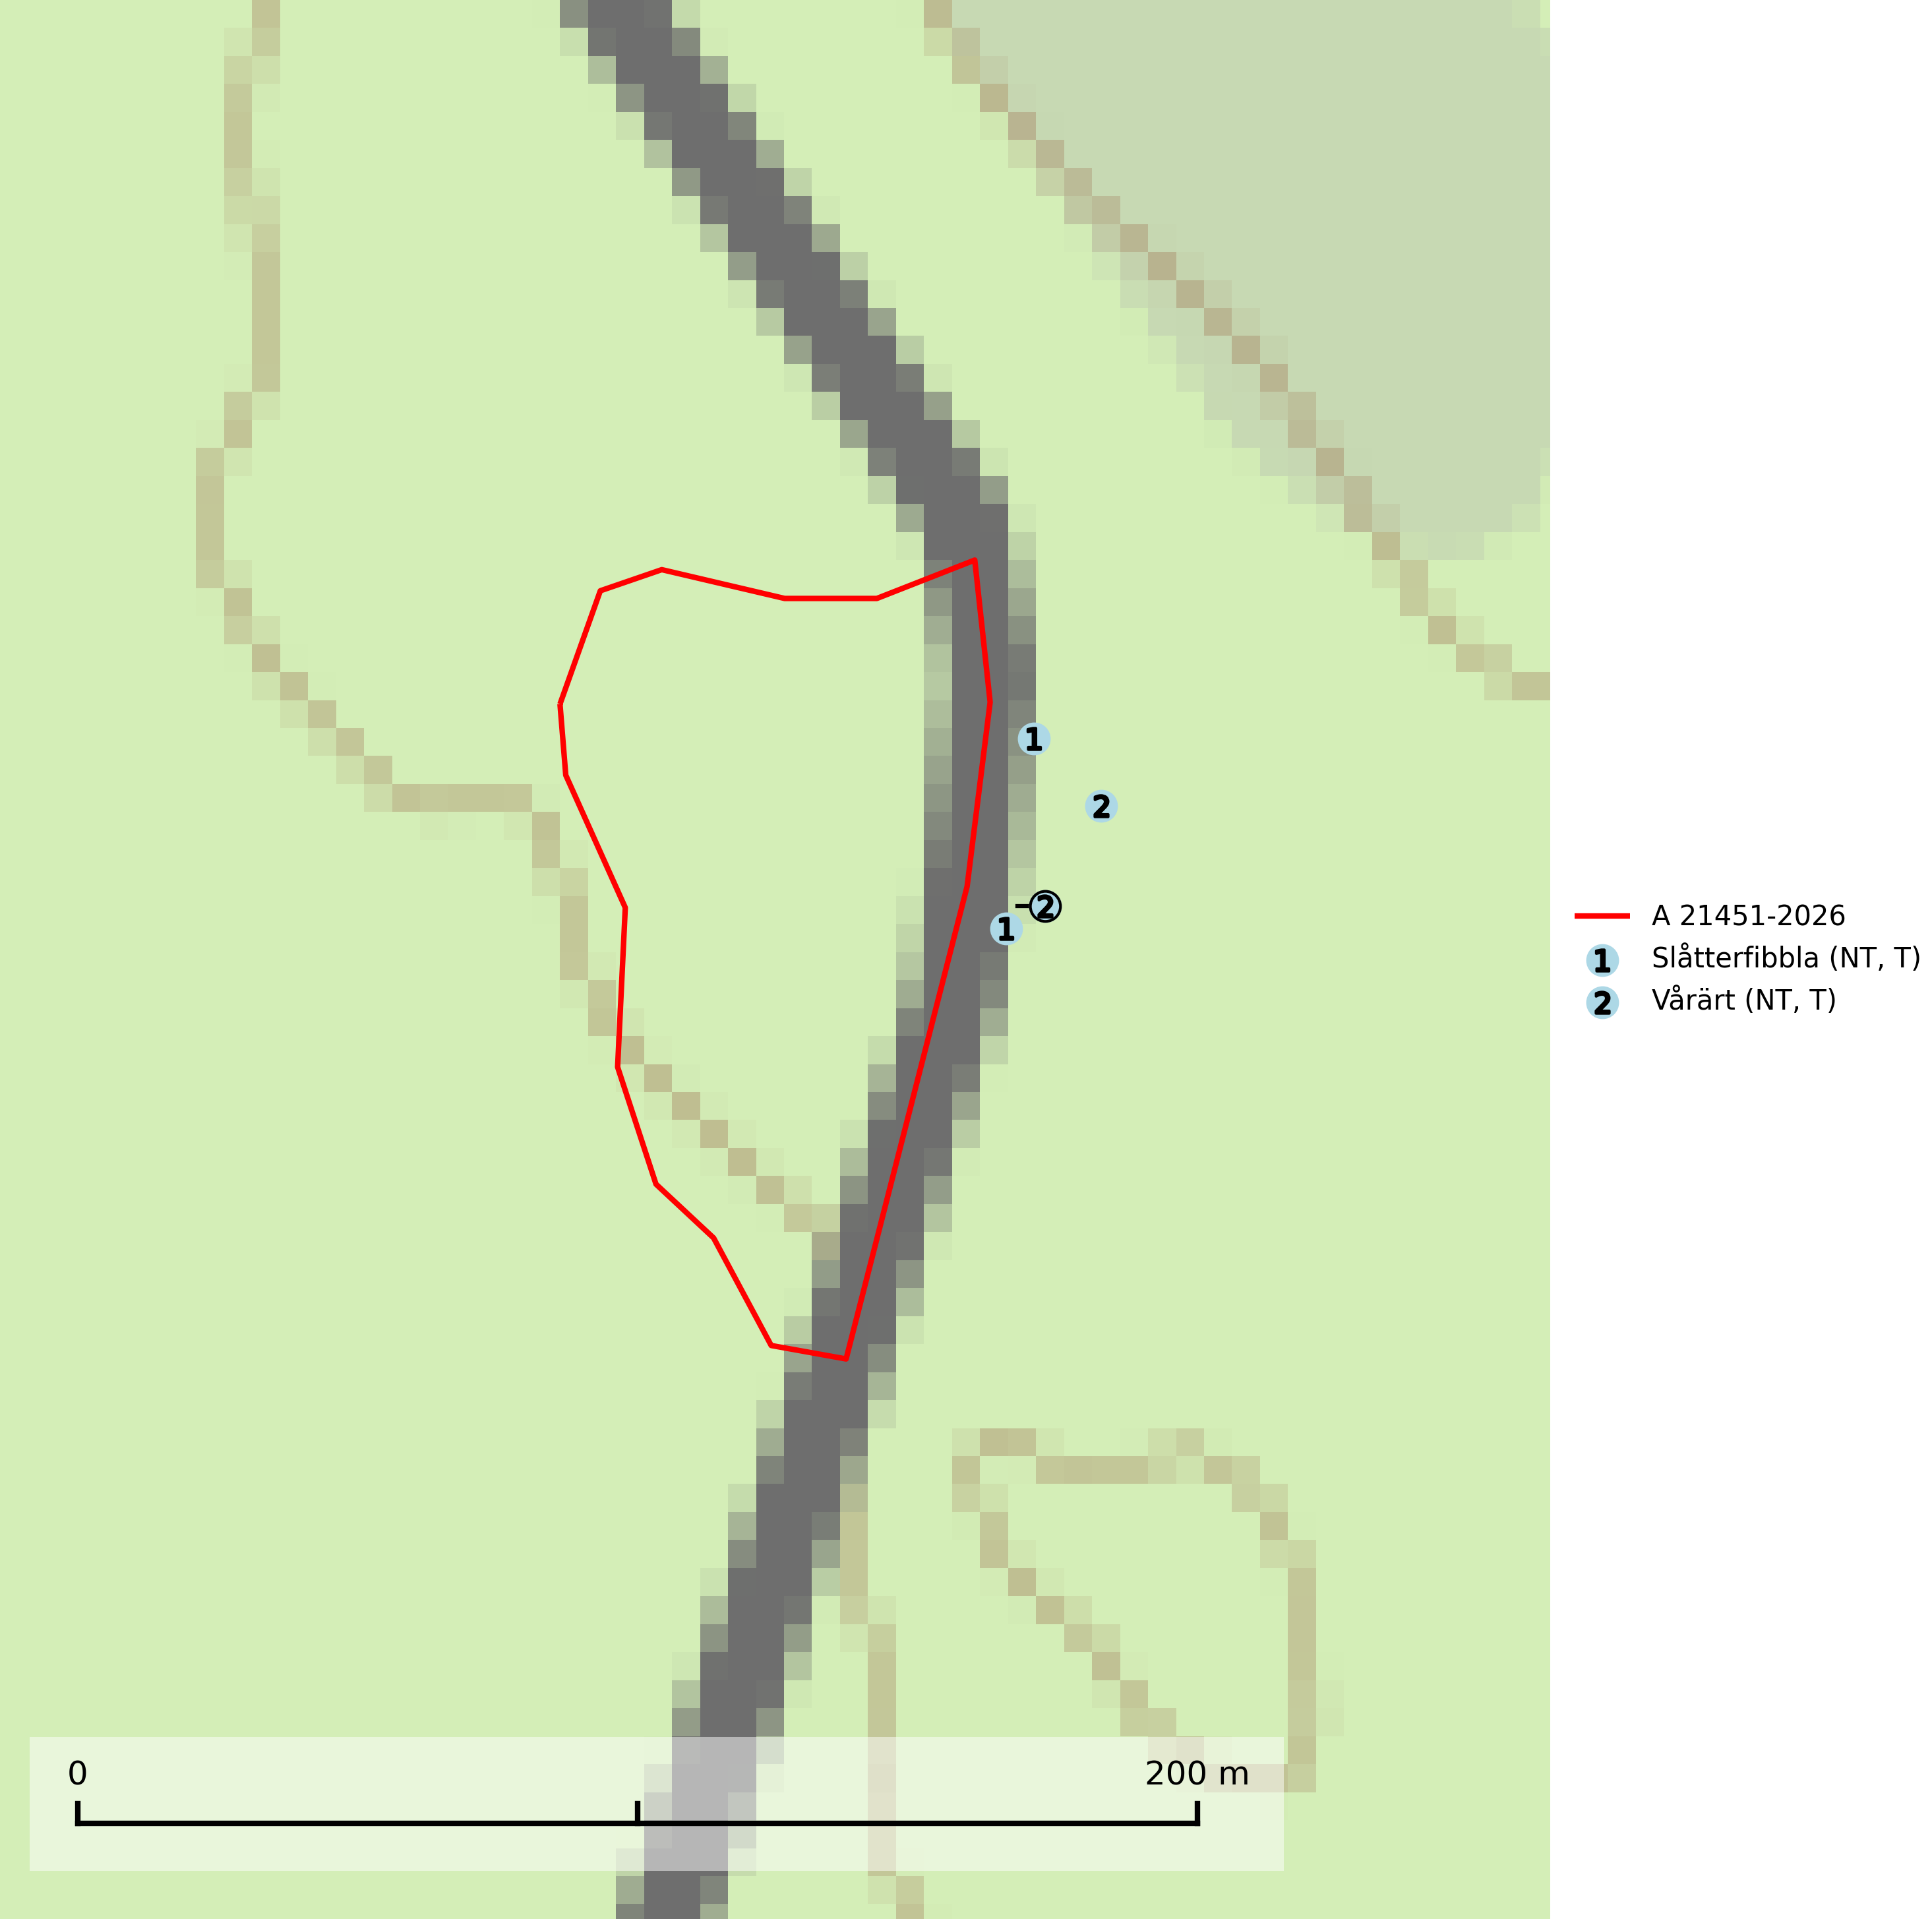 1
2
2
1
A 21451-2026
1 Slåtterfibbla (NT, T)
2 Vårärt (NT, T)
0 200 m